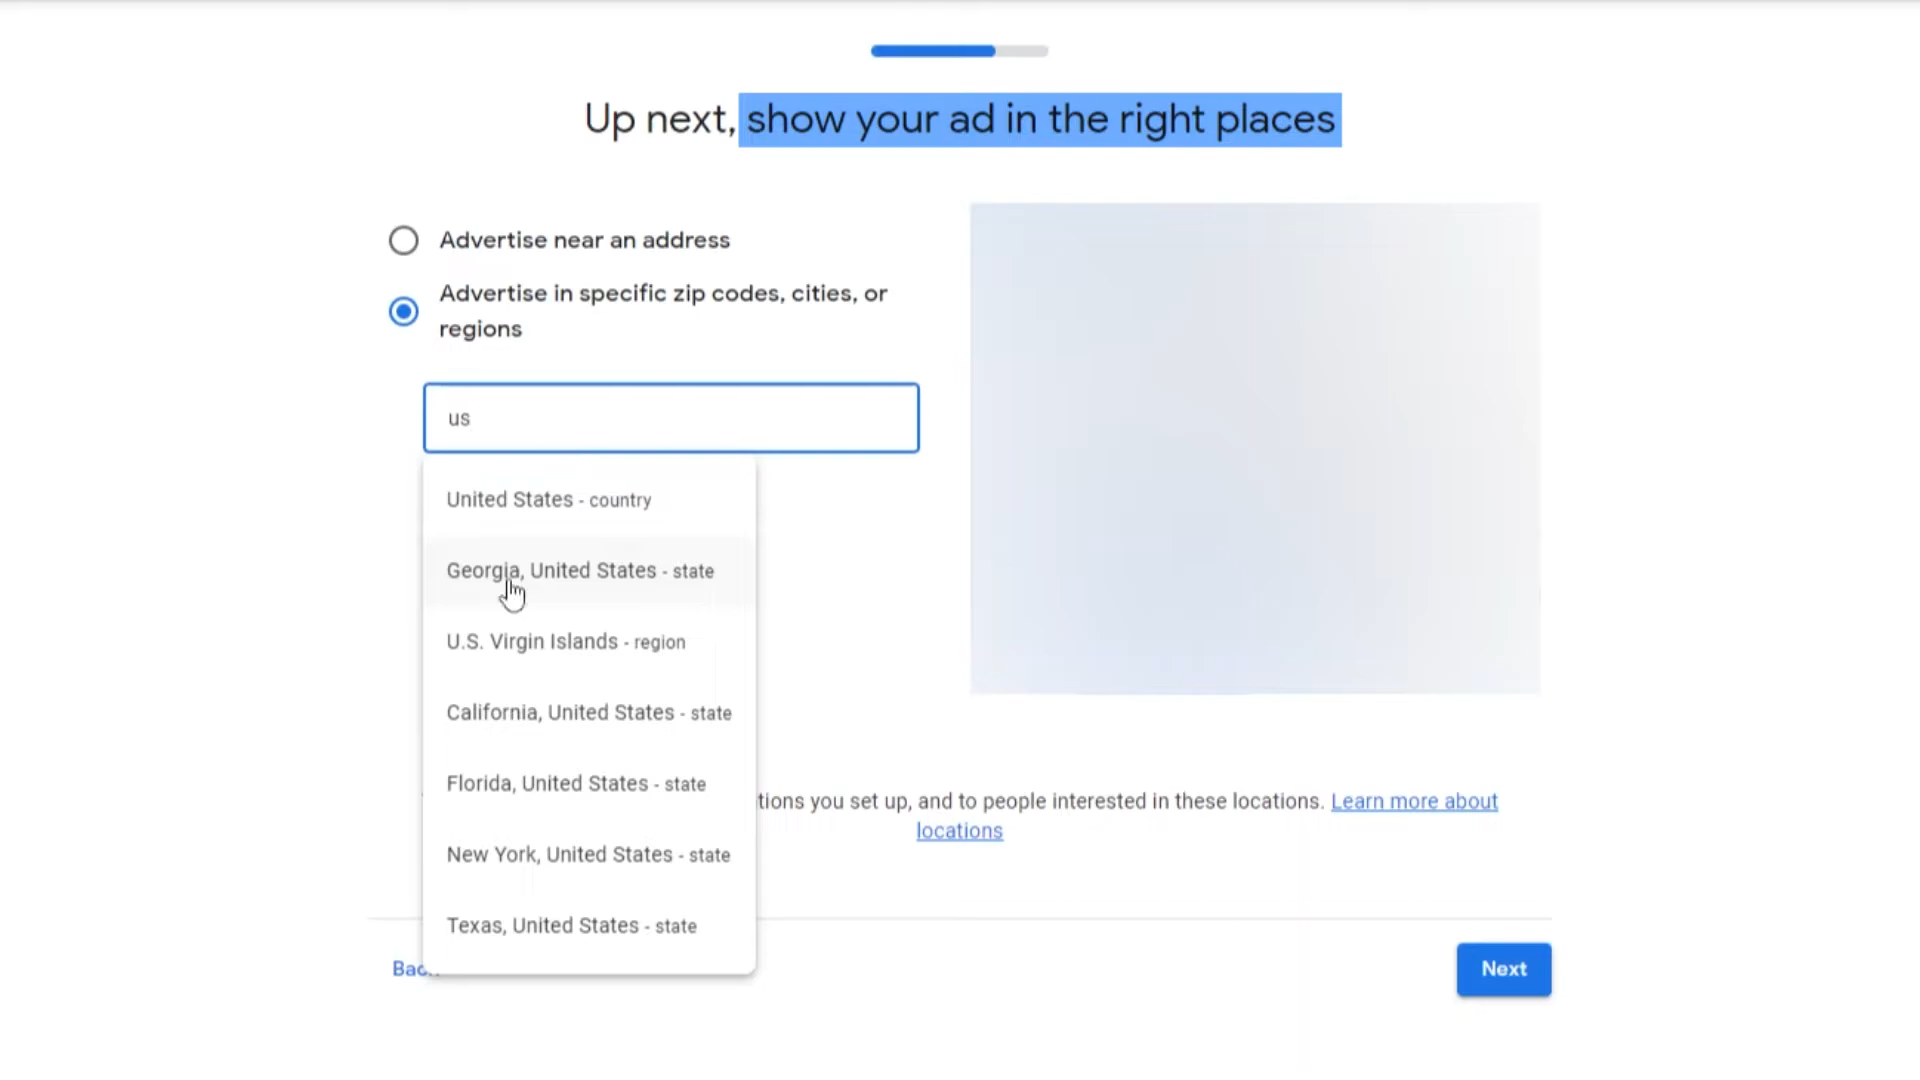 Up next, show your ad in the right places
Advertise near an address
Advertise in specific zip codes, cities, or
regions
us
United States - country
Georgia, United States - state
U.S. Virgin Islands - region
California, United States - state
Florida, United States - state
tions you set up, and to people interested in these locations. Learn more about
locations
New York, United States - state
Texas, United States - state
Next